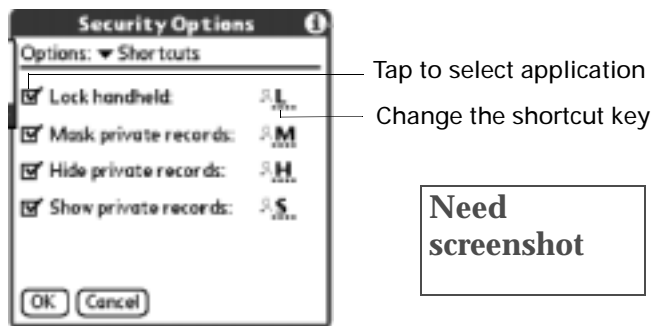 Security Options
Options: Shortcuts
Lock handheld: L
Mask private records: M
Hide private records: H
Show private records: S
OK Cancel
Tap to select application
Change the shortcut key
Need
screenshot